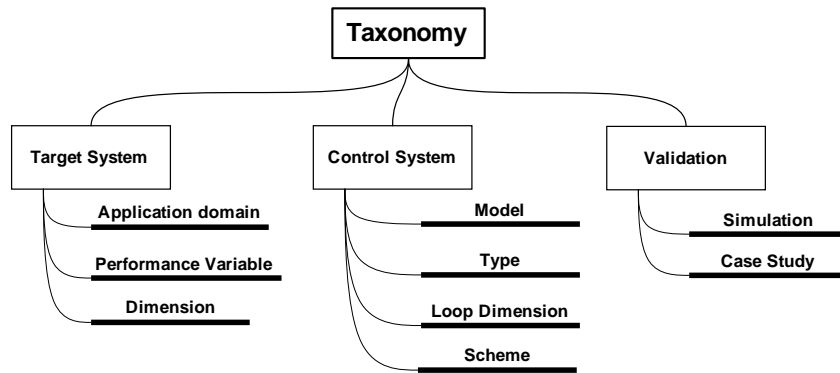 Taxonomy
Target System
Control System
Validation
Application domain
Performance Variable
Dimension
Model
Type
Loop Dimension
Scheme
Simulation
Case Study